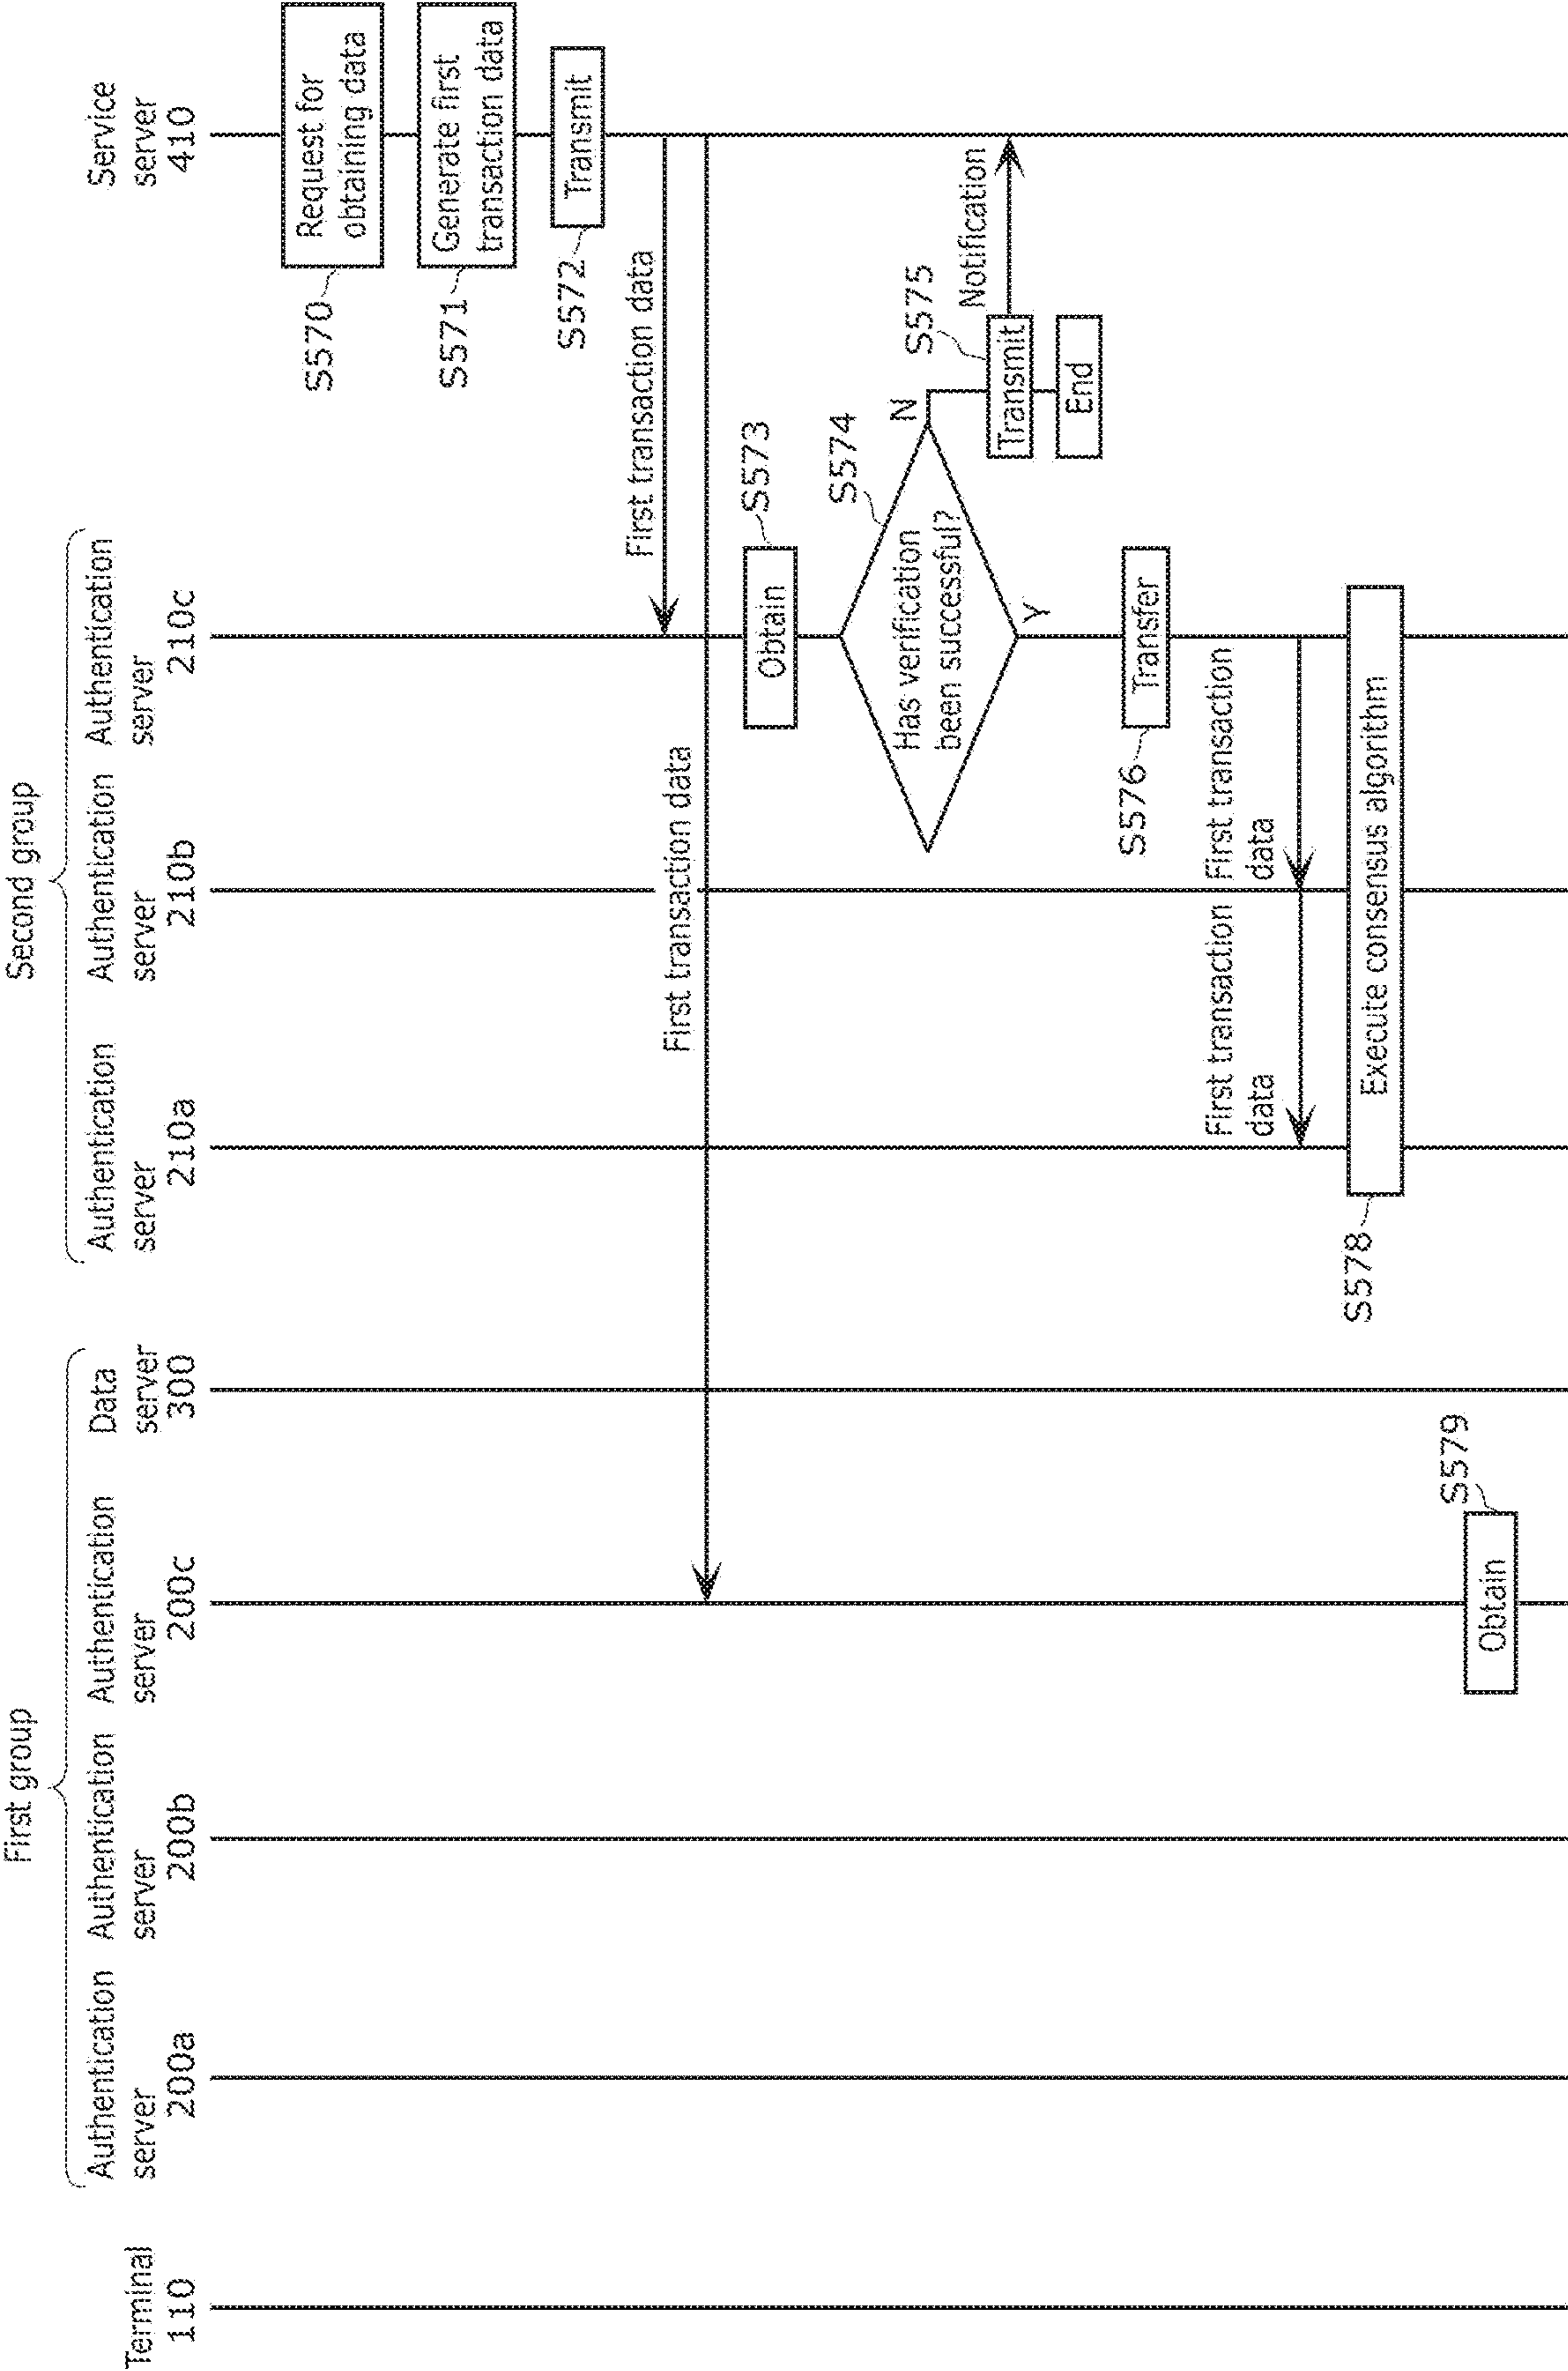 First group
Second group
Terminal
110
Authentication
server
200a
Authentication
server
200b
Authentication
server
200c
Data
server
300
Authentication
server
210a
Authentication
server
210b
Authentication
server
210c
Service
server
410
Request for
obtaining data
S570
Generate first
transaction data
S571
Transmit
S572
First transaction data
First transaction data
Obtain
S573
Has verification
been successful?
S574
N
Y
Transmit
S575
Notification
End
Transfer
S576
First transaction
data
First transaction
data
Execute consensus algorithm
S578
Obtain
S579